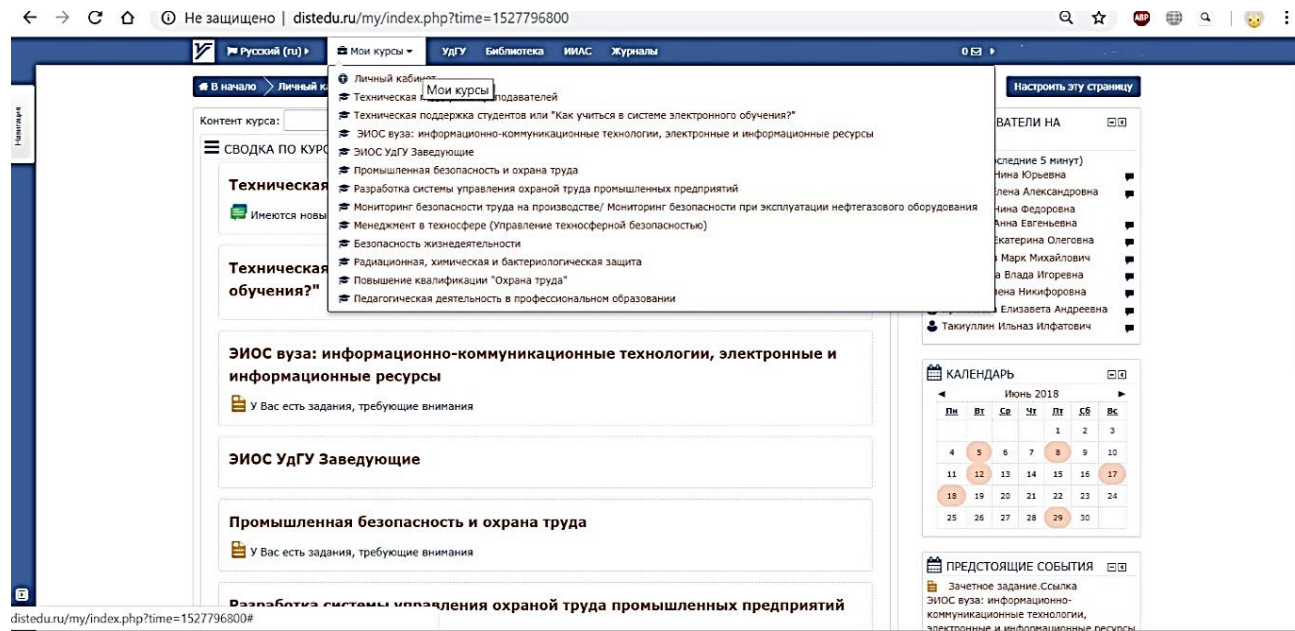 Не защищено | distedu.ru/my/index.php?time=1527796800
ABP
Русский (ru)
Мои курсы
УдГУ
Библиотека
ИИАС
Журналы
0
В начало
Личный
Настроить эту страницу
Навигация
Личный кабинет
Мои курсы
Техническая преподавателей
Техническая поддержка студентов или "Как учиться в системе электронного обучения?"
ЭИОС вуза: информационно-коммуникационные технологии, электронные и информационные ресурсы
ЭИОС УдГУ Заведующие
Промышленная безопасность и охрана труда
Разработка системы управления охраной труда промышленных предприятий
Мониторинг безопасности труда на производстве/ Мониторинг безопасности при эксплуатации нефтегазового оборудования
Менеджмент в техносфере (Управление техносферной безопасностью)
Безопасность жизнедеятельности
Радиационная, химическая и бактериологическая защита
Повышение квалификации "Охрана труда"
Педагогическая деятельность в профессиональном образовании
Контент курса:
СВОДКА ПО КУРС
Техническая
Имеются новы
Техническая
обучения?"
ЭИОС вуза: информационно-коммуникационные технологии, электронные и
информационные ресурсы
У Вас есть задания, требующие внимания
ЭИОС УдГУ Заведующие
Промышленная безопасность и охрана труда
У Вас есть задания, требующие внимания
Разработка системы управления охраной труда промышленных предприятий
distedu.ru/my/index.php?time=1527796800#
ВАТЕЛИ НА
следние 5 минут)
Нина Юрьевна
лена Александровна
Нина Федоровна
Анна Евгеньевна
Екатерина Олеговна
Марк Михайлович
а Влада Игоревна
лена Никифоровна
Елизавета Андреевна
Такиуллин Ильназ Илфатович
КАЛЕНДАРЬ
Июнь 2018
Пн Вт Ср Чт Пт Сб Вс
1 2 3
4 5 6 7 8 9 10
11 12 13 14 15 16 17
18 19 20 21 22 23 24
25 26 27 28 29 30
ПРЕДСТОЯЩИЕ СОБЫТИЯ
Зачетное задание.Ссылка
ЭИОС вуза: информационно-
коммуникационные технологии,
электронные и информационные ресурсы